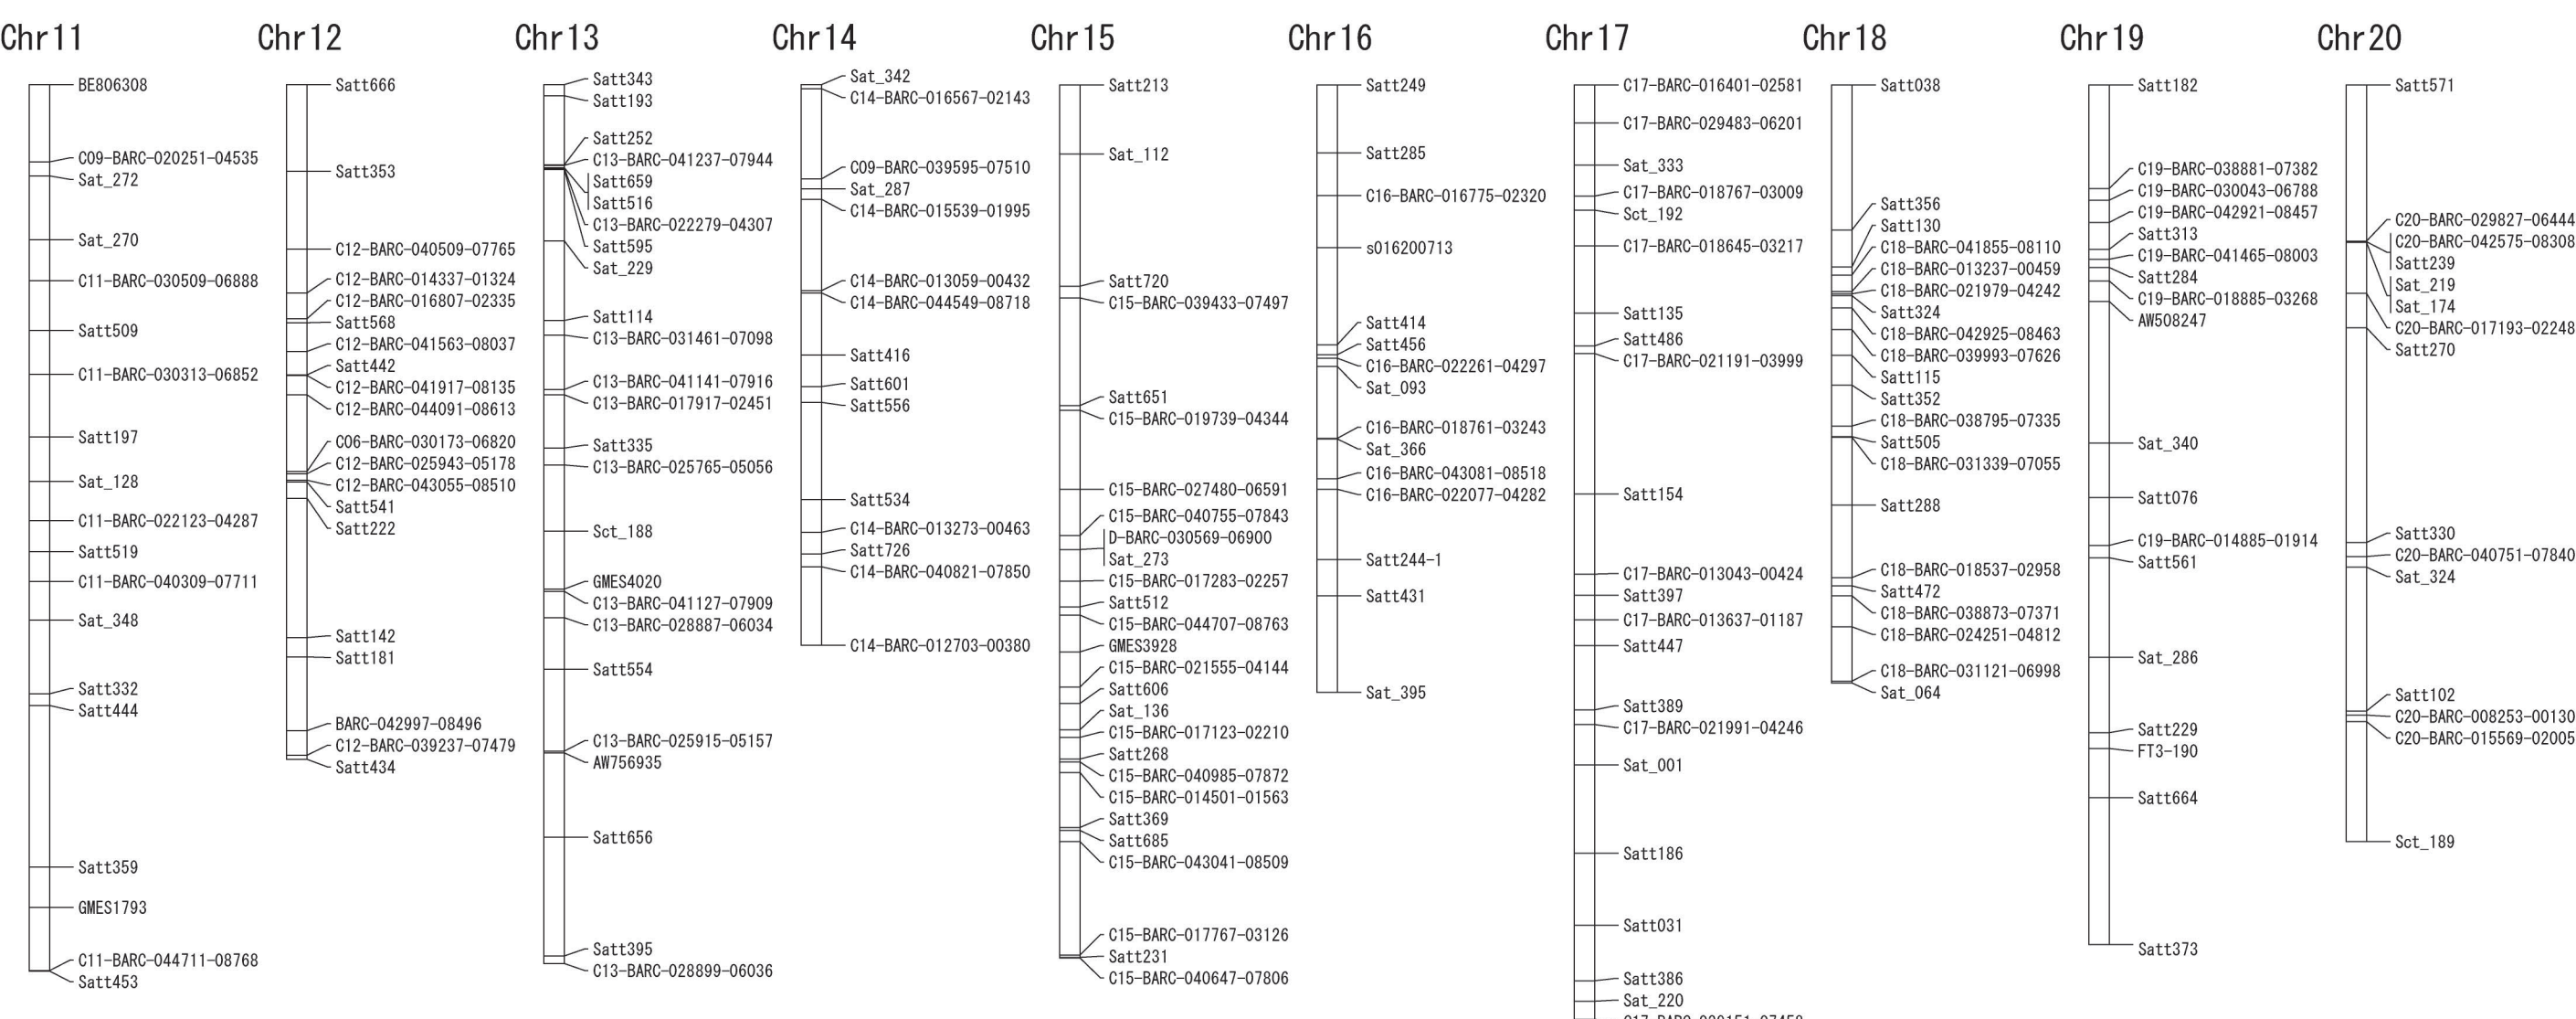 Chr11
BE806308
C09-BARC-020251-04535
Sat_272
Sat_270
C11-BARC-030509-06888
Satt509
C11-BARC-030313-06852
Satt197
Sat_128
C11-BARC-022123-04287
Satt519
C11-BARC-040309-07711
Sat_348
Satt332
Satt444
Satt359
GMES1793
C11-BARC-044711-08768
Satt453
Chr12
Satt666
Satt353
C12-BARC-040509-07765
C12-BARC-014337-01324
C12-BARC-016807-02335
Satt568
C12-BARC-041563-08037
Satt442
C12-BARC-041917-08135
C12-BARC-044091-08613
C06-BARC-030173-06820
C12-BARC-025943-05178
C12-BARC-043055-08510
Satt541
Satt222
Satt142
Satt181
BARC-042997-08496
C12-BARC-039237-07479
Satt434
Chr13
Satt343
Satt193
Satt252
C13-BARC-041237-07944
Satt659
Satt516
C13-BARC-022279-04307
Satt595
Sat_229
Satt114
C13-BARC-031461-07098
C13-BARC-041141-07916
C13-BARC-017917-02451
Satt335
C13-BARC-025765-05056
Sct_188
GMES4020
C13-BARC-041127-07909
C13-BARC-028887-06034
Satt554
C13-BARC-025915-05157
AW756935
Satt656
Satt395
C13-BARC-028899-06036
Chr14
Sat_342
C14-BARC-016567-02143
C09-BARC-039595-07510
Sat_287
C14-BARC-015539-01995
C14-BARC-013059-00432
C14-BARC-044549-08718
Satt416
Satt601
Satt556
Satt534
C14-BARC-013273-00463
Satt726
C14-BARC-040821-07850
C14-BARC-012703-00380
Chr15
Satt213
Sat_112
Satt720
C15-BARC-039433-07497
Satt651
C15-BARC-019739-04344
C15-BARC-027480-06591
C15-BARC-040755-07843
D-BARC-030569-06900
Sat_273
C15-BARC-017283-02257
Satt512
C15-BARC-044707-08763
GMES3928
C15-BARC-021555-04144
Satt606
Sat_136
C15-BARC-017123-02210
Satt268
C15-BARC-040985-07872
C15-BARC-014501-01563
Satt369
Satt685
C15-BARC-043041-08509
C15-BARC-017767-03126
Satt231
C15-BARC-040647-07806
Chr16
Satt249
Satt285
C16-BARC-016775-02320
s016200713
Satt414
Satt456
C16-BARC-022261-04297
Sat_093
C16-BARC-018761-03243
Sat_366
C16-BARC-043081-08518
C16-BARC-022077-04282
Satt244-1
Satt431
Sat_395
Chr17
C17-BARC-016401-02581
C17-BARC-029483-06201
Sat_333
C17-BARC-018767-03009
Sct_192
C17-BARC-018645-03217
Satt135
Satt486
C17-BARC-021191-03999
Satt154
C17-BARC-013043-00424
Satt397
C17-BARC-013637-01187
Satt447
Satt389
C17-BARC-021991-04246
Sat_001
Satt186
Satt031
Satt386
Sat_220
Chr18
Satt038
Satt356
Satt130
C18-BARC-041855-08110
C18-BARC-013237-00459
C18-BARC-021979-04242
Satt324
C18-BARC-042925-08463
C18-BARC-039993-07626
Satt115
Satt352
C18-BARC-038795-07335
Satt505
C18-BARC-031339-07055
Satt288
C18-BARC-018537-02958
Satt472
C18-BARC-038873-07371
C18-BARC-024251-04812
C18-BARC-031121-06998
Sat_064
Chr19
Satt182
C19-BARC-038881-07382
C19-BARC-030043-06788
C19-BARC-042921-08457
Satt313
C19-BARC-041465-08003
Satt284
C19-BARC-018885-03268
AW508247
Sat_340
Satt076
C19-BARC-014885-01914
Satt561
Sat_286
Satt229
FT3-190
Satt664
Satt373
Chr20
Satt571
C20-BARC-029827-06444
C20-BARC-042575-08308
Satt239
Sat_219
Sat_174
C20-BARC-017193-02248
Satt270
Satt330
C20-BARC-040751-07840
Sat_324
Satt102
C20-BARC-008253-00130
C20-BARC-015569-02005
Sct_189